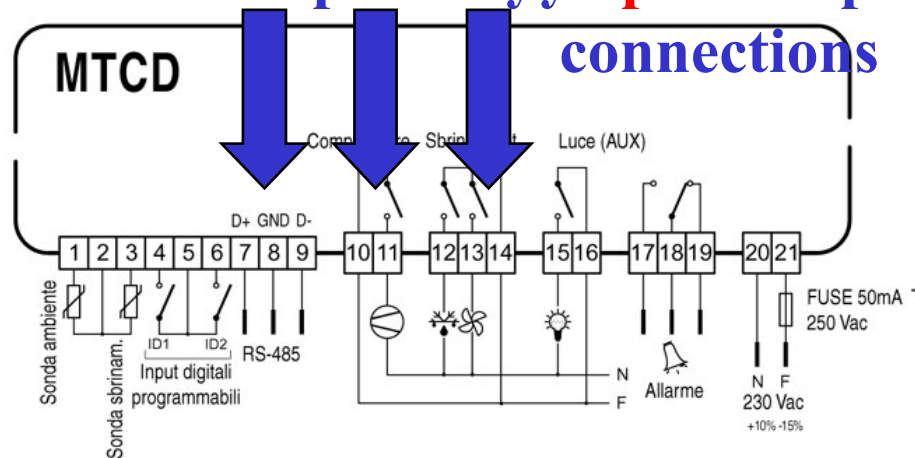 connections
MTCD
Luce (AUX)
D+ GND D-
1 2 3 4 5 6 7 8 9 10 11 12 13 14 15 16 17 18 19 20 21
Sonda ambiente
Sonda sbrinam.
ID1 ID2
Input digitali
programmabili
RS-485
N
F
Allarme
FUSE 50mA
250 Vac
N F
230 Vac
+10% -15%